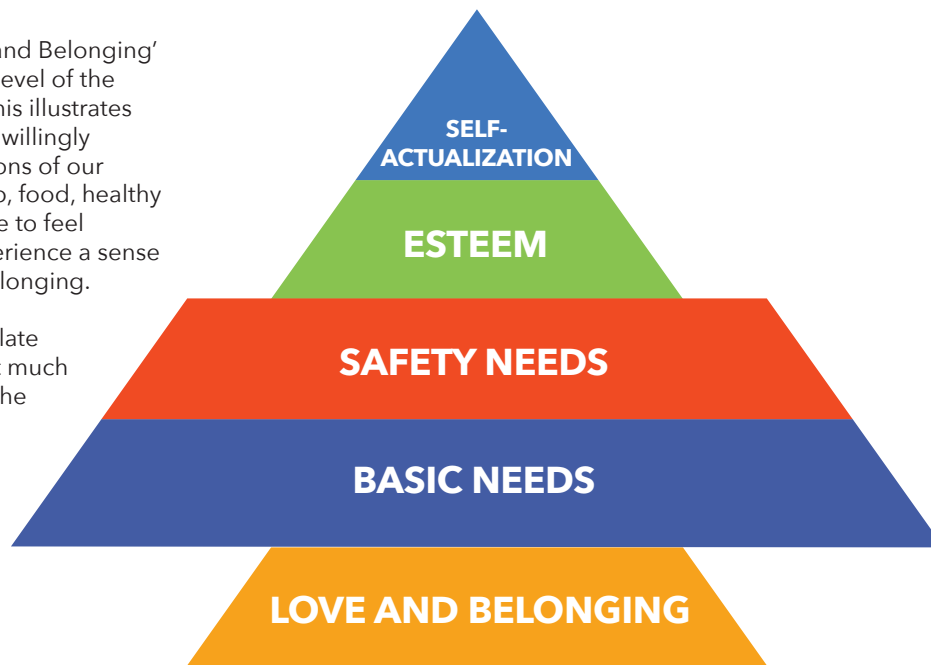 and Belonging’
evel of the
his illustrates
willingly
ons of our
o, food, healthy
e to feel
erience a sense
longing.
late
t much
he
SELF-
ACTUALIZATION
ESTEEM
SAFETY NEEDS
BASIC NEEDS
LOVE AND BELONGING